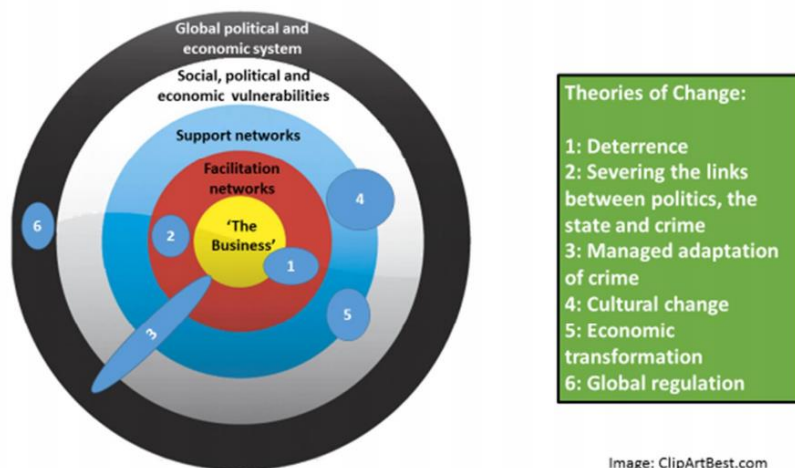 Global political and
economic system
Social, political and
economic vulnerabilities
Support networks
Facilitation
networks
'The
Business'
1
2
3
4
5
6
Theories of Change:
1: Deterrence
2: Severing the links
between politics, the
state and crime
3: Managed adaptation
of crime
4: Cultural change
5: Economic
transformation
6: Global regulation
Image: ClipArtBest.com